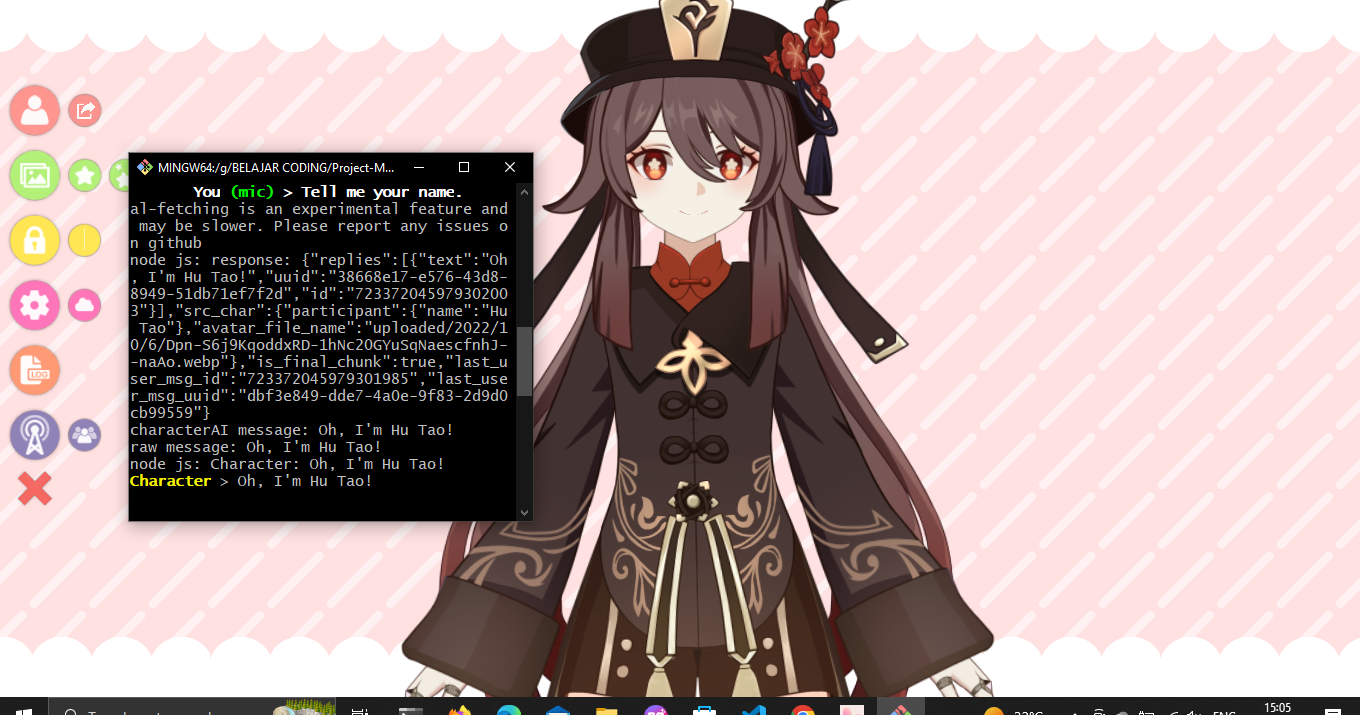 LOG
MINGW64:/g/BELAJAR CODING/Project-M...
You (mic) > Tell me your name.
al-fetching is an experimental feature and
may be slower. Please report any issues o
n github
node js: response: {"replies":[{"text":"Oh
, I'm Hu Tao!","uuid":"38668e17-e576-43d8-
8949-51db71ef7f2d","id":"72337204597930200
3"}],"src_char":{"participant":{"name":"Hu
Tao"},"avatar_file_name":"uploaded/2022/1
0/6/Dpn-S6j9KqoddxRD-1hNc2OGYuSqNaescfnhJ-
-naAo.webp"},"is_final_chunk":true,"last_u
ser_msg_id":"723372045979301985","last_use
r_msg_uuid":"dbf3e849-dde7-4a0e-9f83-2d9d0
cb99559"}
characterAI message: Oh, I'm Hu Tao!
raw message: Oh, I'm Hu Tao!
node js: Character: Oh, I'm Hu Tao!
Character > Oh, I'm Hu Tao!
15:05